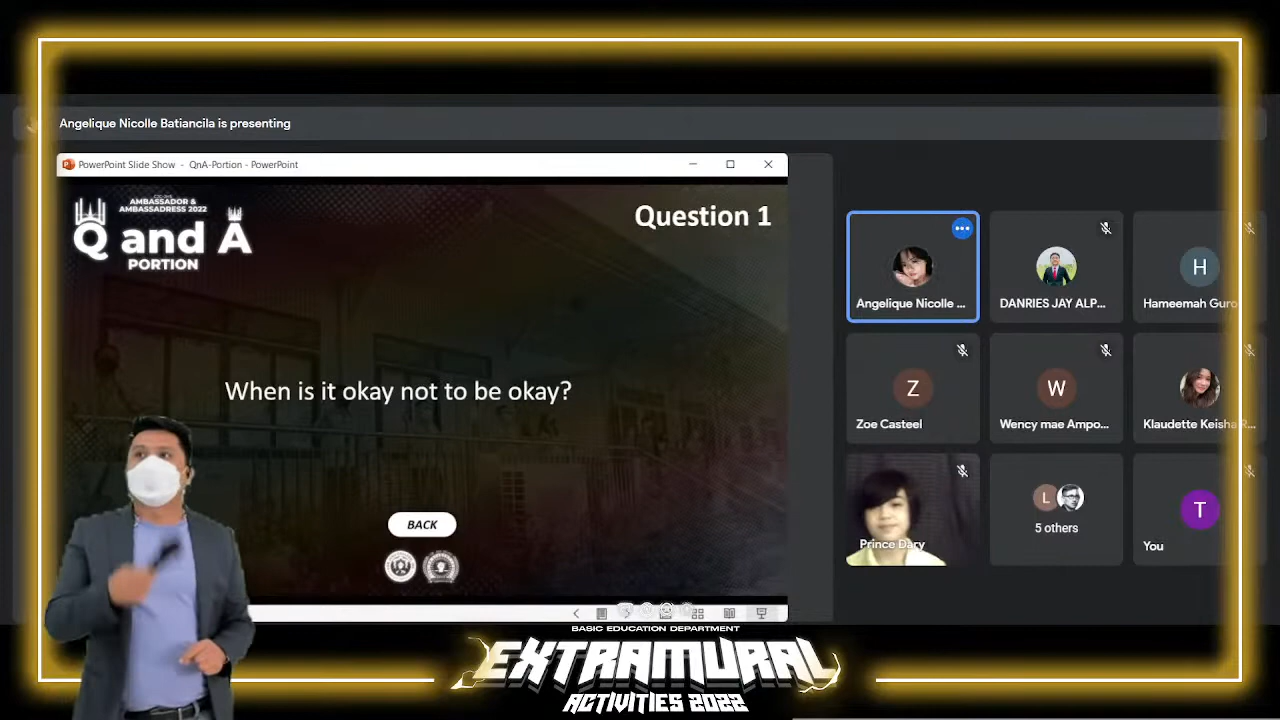 Angelique Nicolle Batiancila is presenting
PowerPoint Slide Show - QnA-Portion - PowerPoint
AMBASSADOR &
AMBASSADRESS 2022
Q and A
PORTION
Question 1
When is it okay not to be okay?
BACK
Angelique Nicolle ...
DANRIES JAY ALP...
H
Hameemah Guro
Z
Zoe Casteel
W
Wency mae Ampo...
Klaudette Keisha R...
Prince Dary
L
5 others
T
You
BASIC EDUCATION DEPARTMENT
EXTRAMURAL
ACTIVITIES 2022